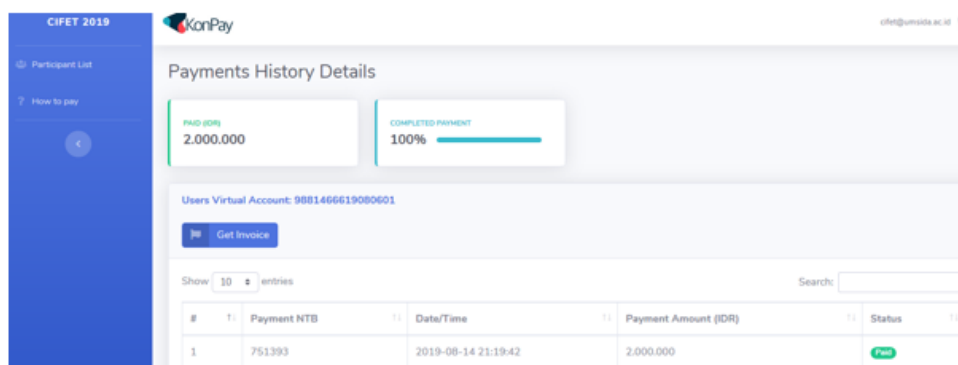 CIFET 2019
KonPay
cifet@umsida.ac.id
Participant List
? How to pay
Payments History Details
PAID (IDR)
2.000.000
COMPLETED PAYMENT
100%
Users Virtual Account: 9881466619080601
Get Invoice
Show 10 entries
Search:
# Payment NTB Date/Time Payment Amount (IDR) Status
1 751393 2019-08-14 21:19:42 2.000.000 Paid